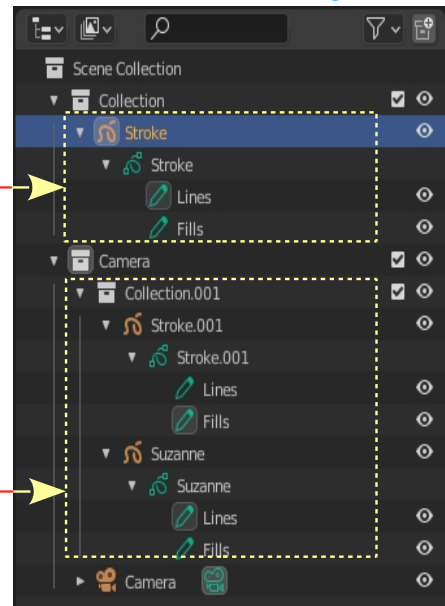 Scene Collection
Collection
Stroke
Stroke
Lines
Fills
Camera
Collection.001
Stroke.001
Stroke.001
Lines
Fills
Suzanne
Suzanne
Lines
Fills
Camera